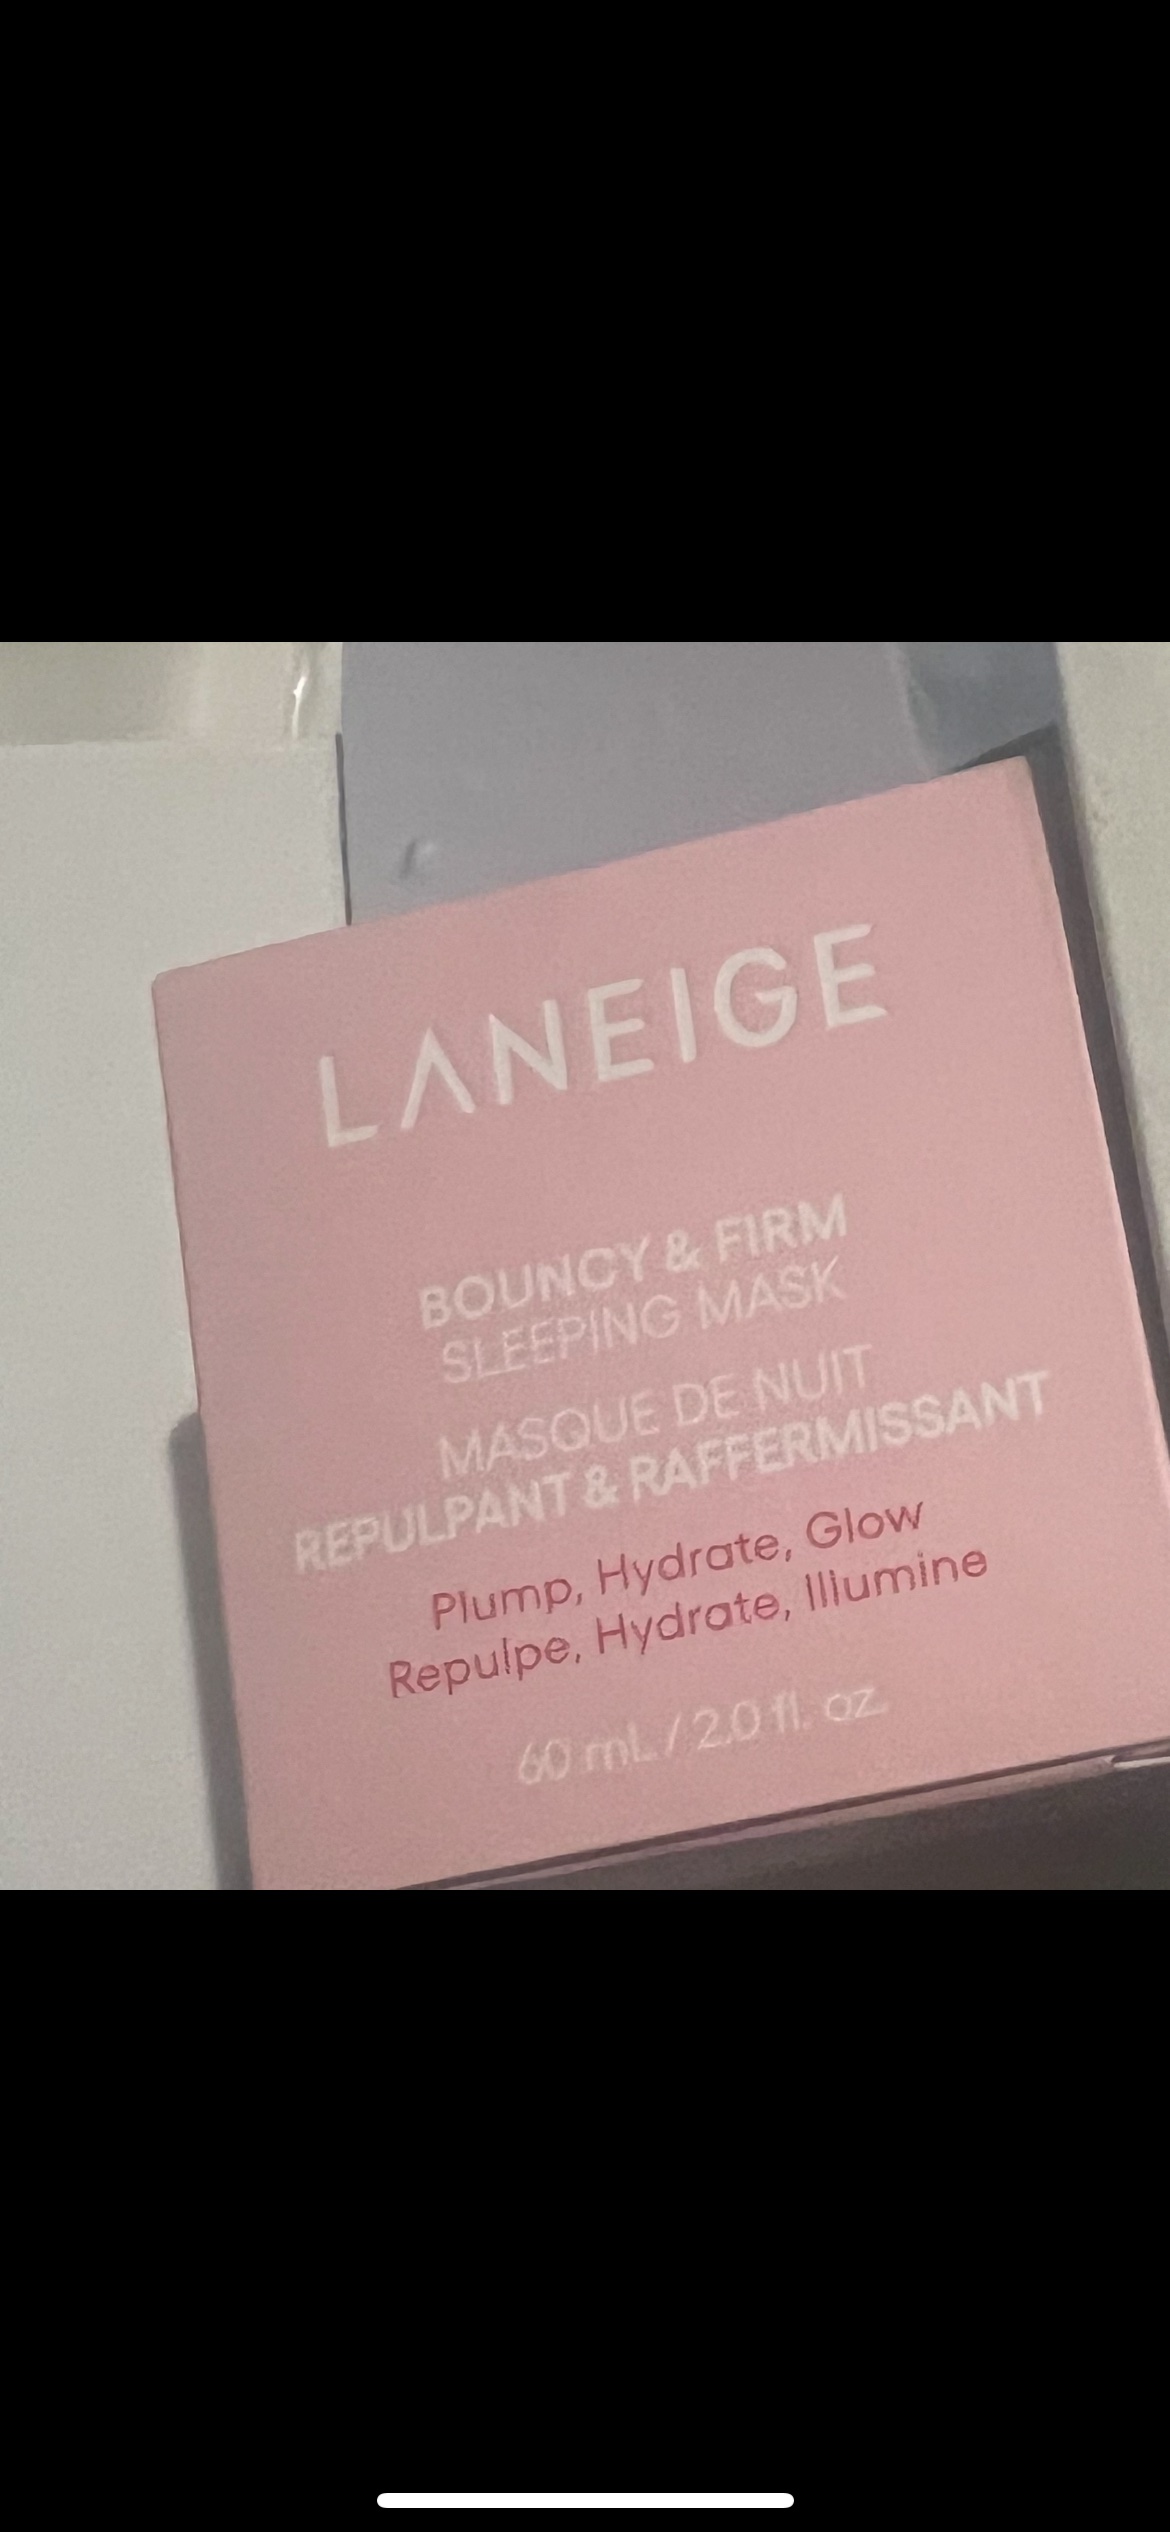 LANEIGE
BOUNCY & FIRM
SLEEPING MASK
MASQUE DE NUIT
REPULPANT & RAFFERMISSANT
Plump, Hydrate, Glow
Repulpe, Hydrate, Illumine
60 mL / 2.0 fl. oz.